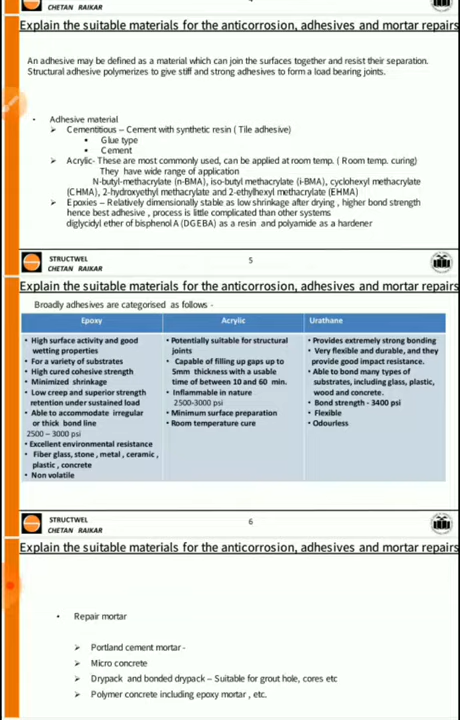 CHETAN RAIKAR
Explain the suitable materials for the anticorrosion, adhesives and mortar repairs
An adhesive may be defined as a material which can join the surfaces together and resist their separation.
Structural adhesive polymerizes to give stiff and strong adhesives to form a load bearing joints.
• Adhesive material
➢ Cementitious – Cement with synthetic resin ( Tile adhesive)
▪ Glue type
▪ Cement
➢ Acrylic- These are most commonly used, can be applied at room temp. ( Room temp. curing)
They have wide range of application
N-butyl-methacrylate (n-BMA), iso-butyl methacrylate (i-BMA), cyclohexyl methacrylate
(CHMA), 2-hydroxyethyl methacrylate and 2-ethylhexyl methacrylate (EHMA)
➢ Epoxies – Relatively dimensionally stable as low shrinkage after drying , higher bond strength
hence best adhesive , process is little complicated than other systems
diglycidyl ether of bisphenol A (DGEBA) as a resin and polyamide as a hardener
STRUCTWEL
CHETAN RAIKAR
5
Explain the suitable materials for the anticorrosion, adhesives and mortar repairs
Broadly adhesives are categorised as follows -
Epoxy
• High surface activity and good
wetting properties
• For a variety of substrates
• High cured cohesive strength
• Minimized shrinkage
• Low creep and superior strength
retention under sustained load
• Able to accommodate irregular
or thick bond line
2500 – 3000 psi
• Excellent environmental resistance
• Fiber glass, stone , metal , ceramic ,
plastic , concrete
• Non volatile
Acrylic
• Potentially suitable for structural
joints
• Capable of filling up gaps up to
5mm thickness with a usable
time of between 10 and 60 min.
• Inflammable in nature
2500-3000 psi
• Minimum surface preparation
• Room temperature cure
Urathane
• Provides extremely strong bonding
• Very flexible and durable, and they
provide good impact resistance.
• Able to bond many types of
substrates, including glass, plastic,
wood and concrete.
• Bond strength - 3400 psi
• Flexible
• Odourless
STRUCTWEL
CHETAN RAIKAR
6
Explain the suitable materials for the anticorrosion, adhesives and mortar repairs
• Repair mortar
➢ Portland cement mortar -
➢ Micro concrete
➢ Drypack and bonded drypack – Suitable for grout hole, cores etc
➢ Polymer concrete including epoxy mortar , etc.